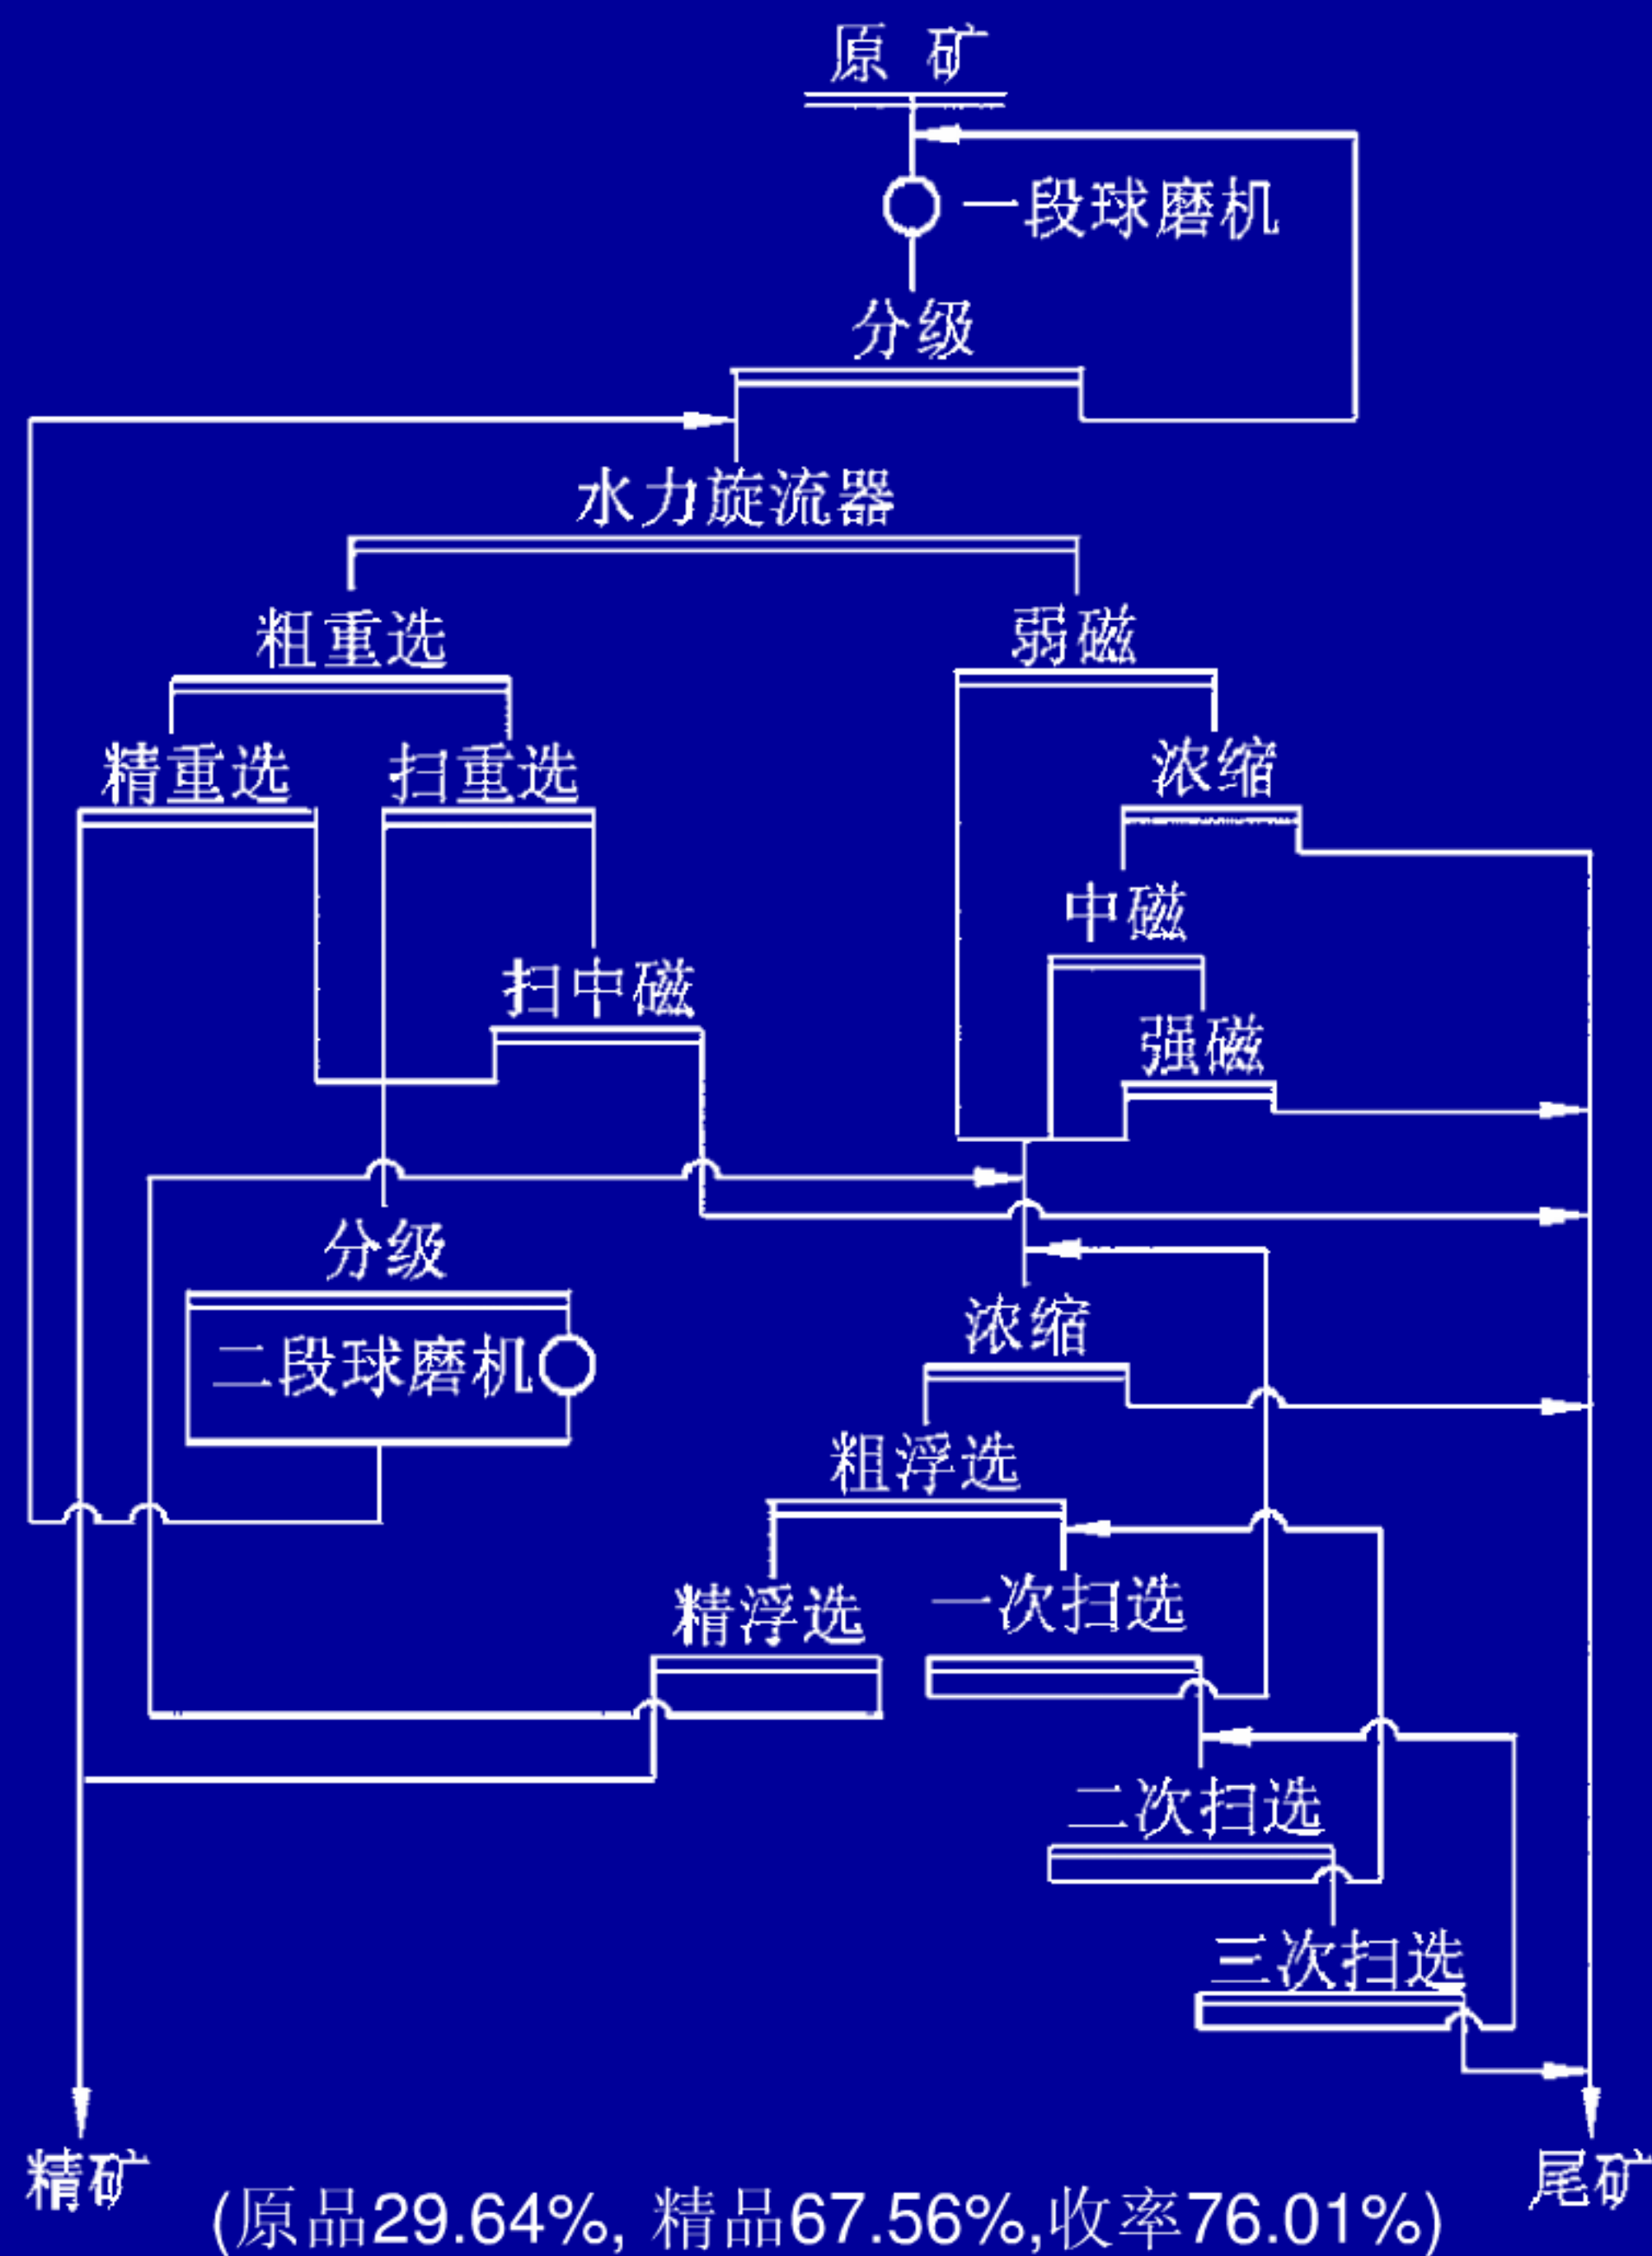 原 矿
一段球磨机
分级
水力旋流器
粗重选
弱磁
精重选
扫重选
浓缩
中磁
扫中磁
强磁
分级
浓缩
二段球磨机
粗浮选
精浮选
一次扫选
二次扫选
三次扫选
精矿
尾矿
(原品29.64%, 精品67.56%,收率76.01%)